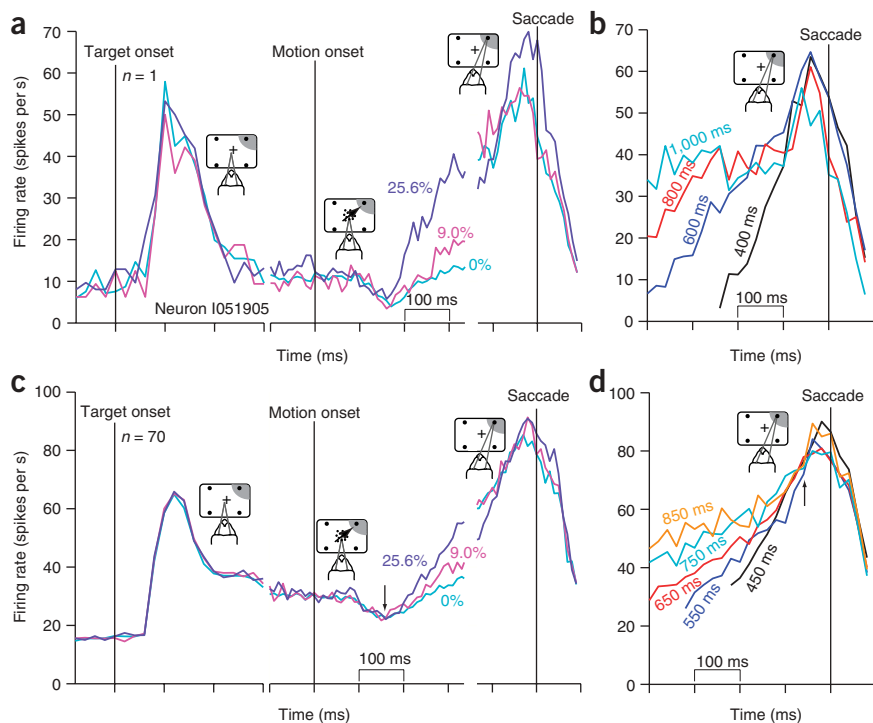 a
Target onset
n = 1
Motion onset
Saccade
Firing rate (spikes per s)
70
60
50
40
30
20
10
0
25.6%
9.0%
0%
Neuron I051905
100 ms
Time (ms)
b
Saccade
70
60
50
40
30
20
10
0
1,000 ms
800 ms
600 ms
400 ms
100 ms
Time (ms)
c
Target onset
n = 70
Motion onset
Saccade
Firing rate (spikes per s)
100
80
60
40
20
0
25.6%
9.0%
0%
100 ms
Time (ms)
d
Saccade
100
80
60
40
20
0
850 ms
750 ms
650 ms
550 ms
450 ms
100 ms
Time (ms)